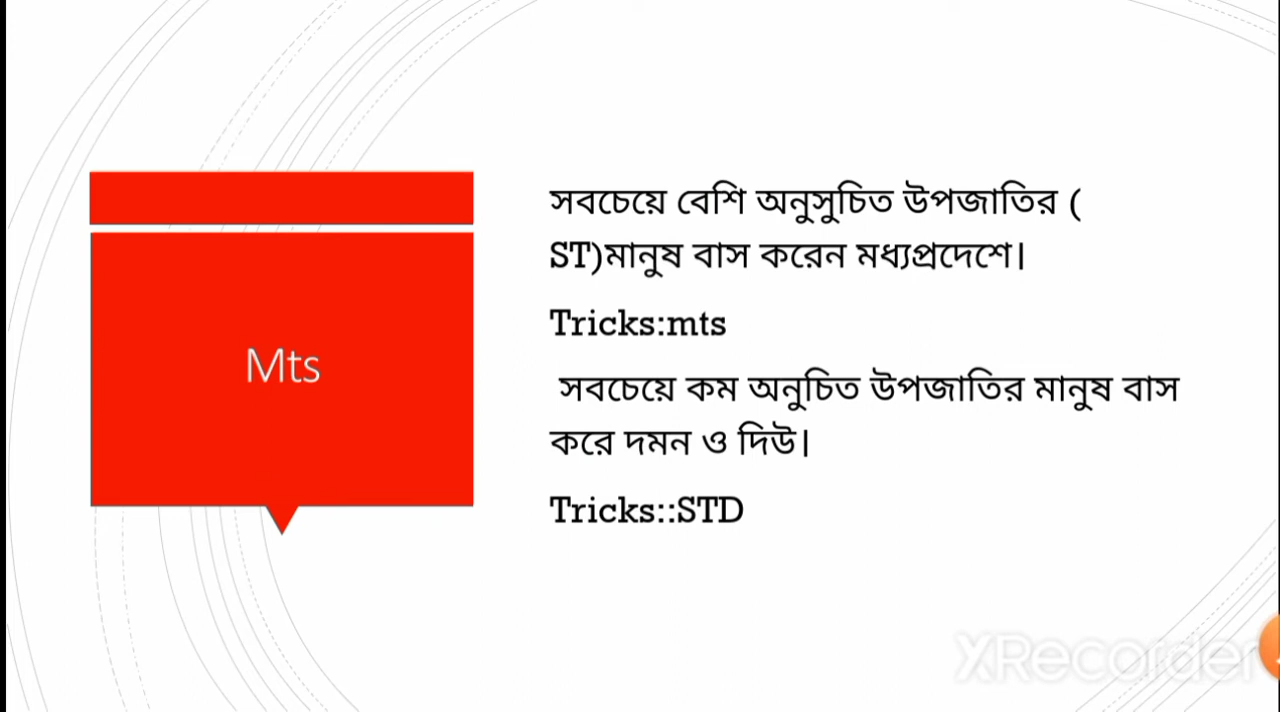 Mts
সবচেয়ে বেশি অনুসুচিত উপজাতির (
ST)মানুষ বাস করেন মধ্যপ্রদেশে।
Tricks:mts
সবচেয়ে কম অনুচিত উপজাতির মানুষ বাস
করে দমন ও দিউ।
Tricks::STD
XRecorder